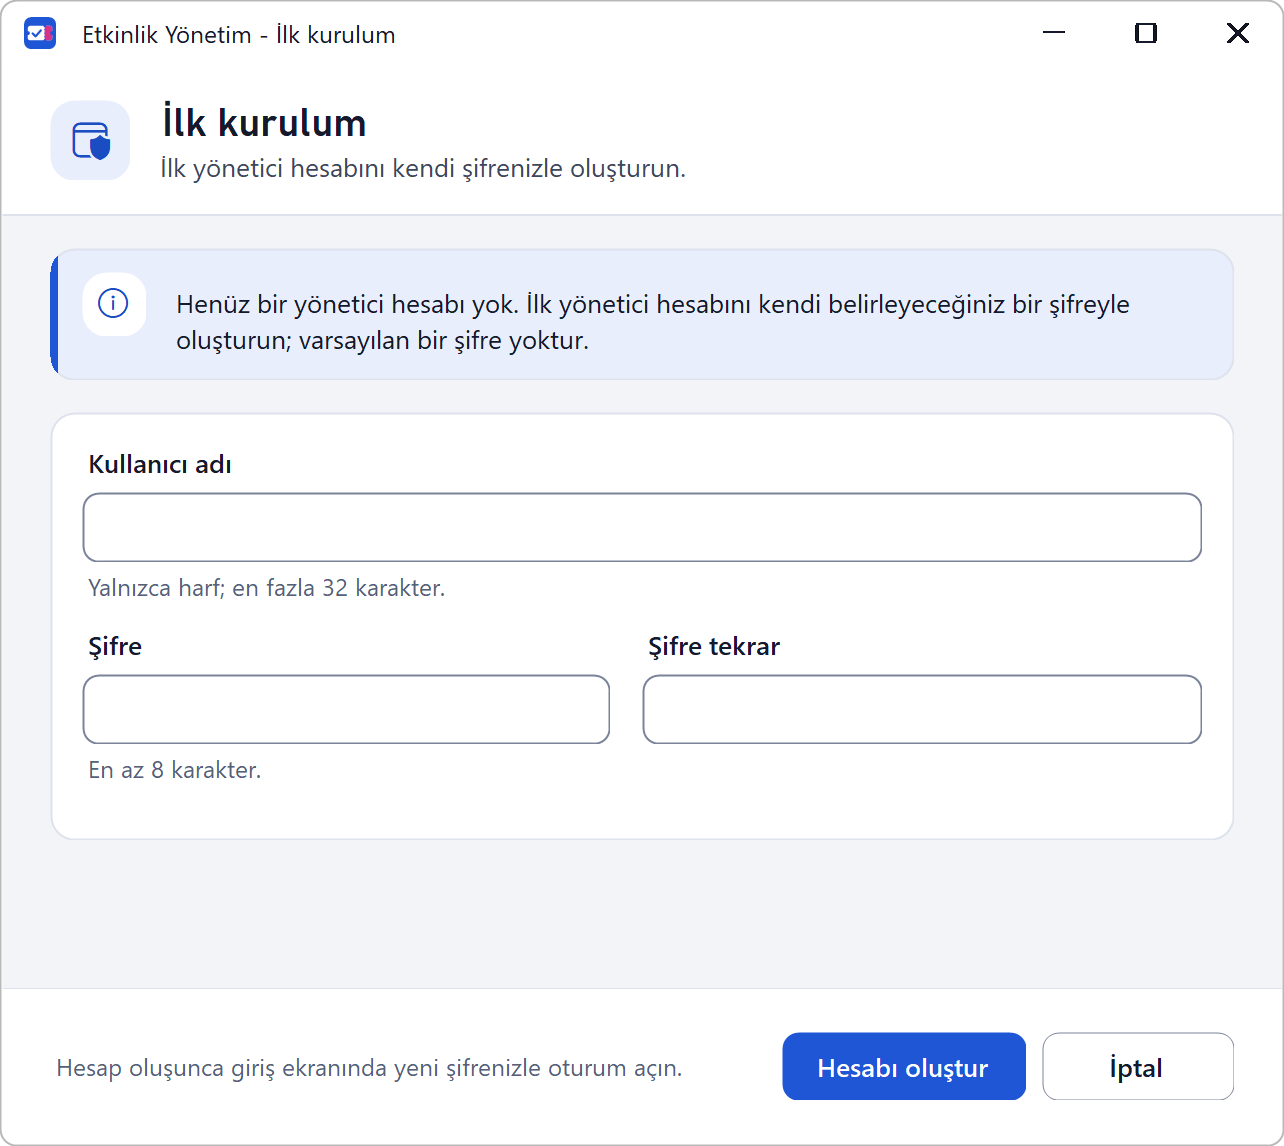 Etkinlik Yönetim - İlk kurulum
İlk kurulum
İlk yönetici hesabını kendi şifrenizle oluşturun.
Henüz bir yönetici hesabı yok. İlk yönetici hesabını kendi belirleyeceğiniz bir şifreyle
oluşturun; varsayılan bir şifre yoktur.
Kullanıcı adı
Yalnızca harf; en fazla 32 karakter.
Şifre
Şifre tekrar
En az 8 karakter.
Hesap oluşunca giriş ekranında yeni şifrenizle oturum açın.
Hesabı oluştur
İptal